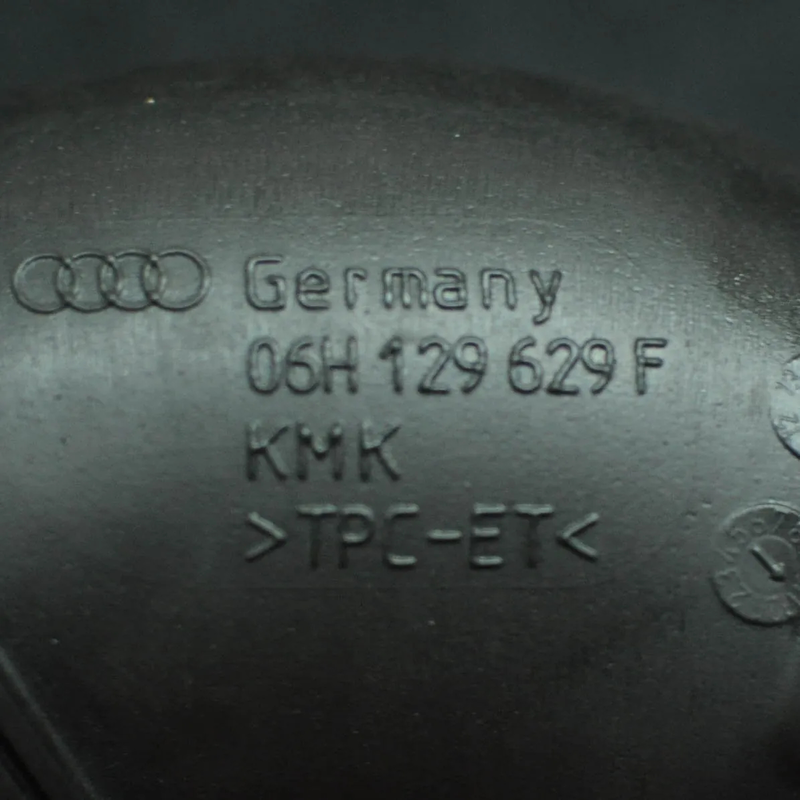 Germany
06H 129 629 F
KMK
>TPC-ET<